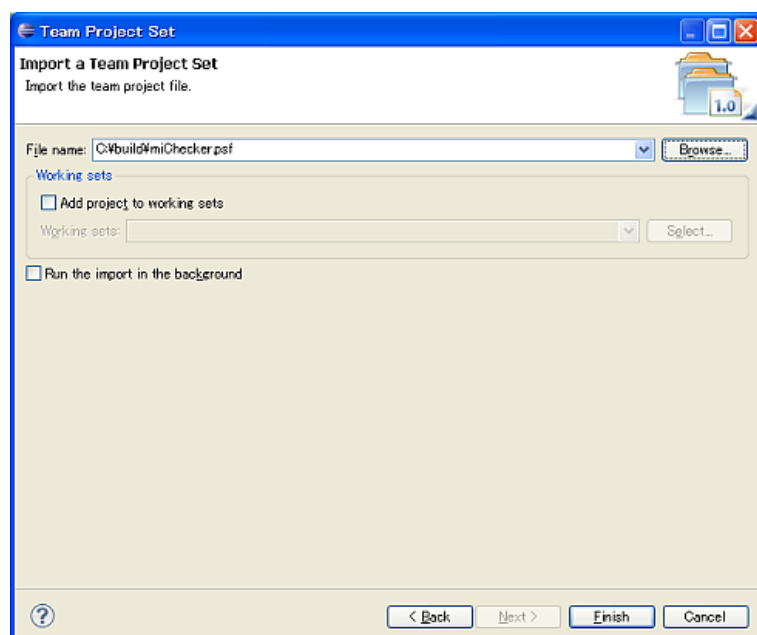 Team Project Set
Import a Team Project Set
Import the team project file.
1.0
File name: C:¥build¥miChecker.psf Browse...
Working sets
Add project to working sets
Working sets: Select...
Run the import in the background
? < Back Next > Finish Cancel